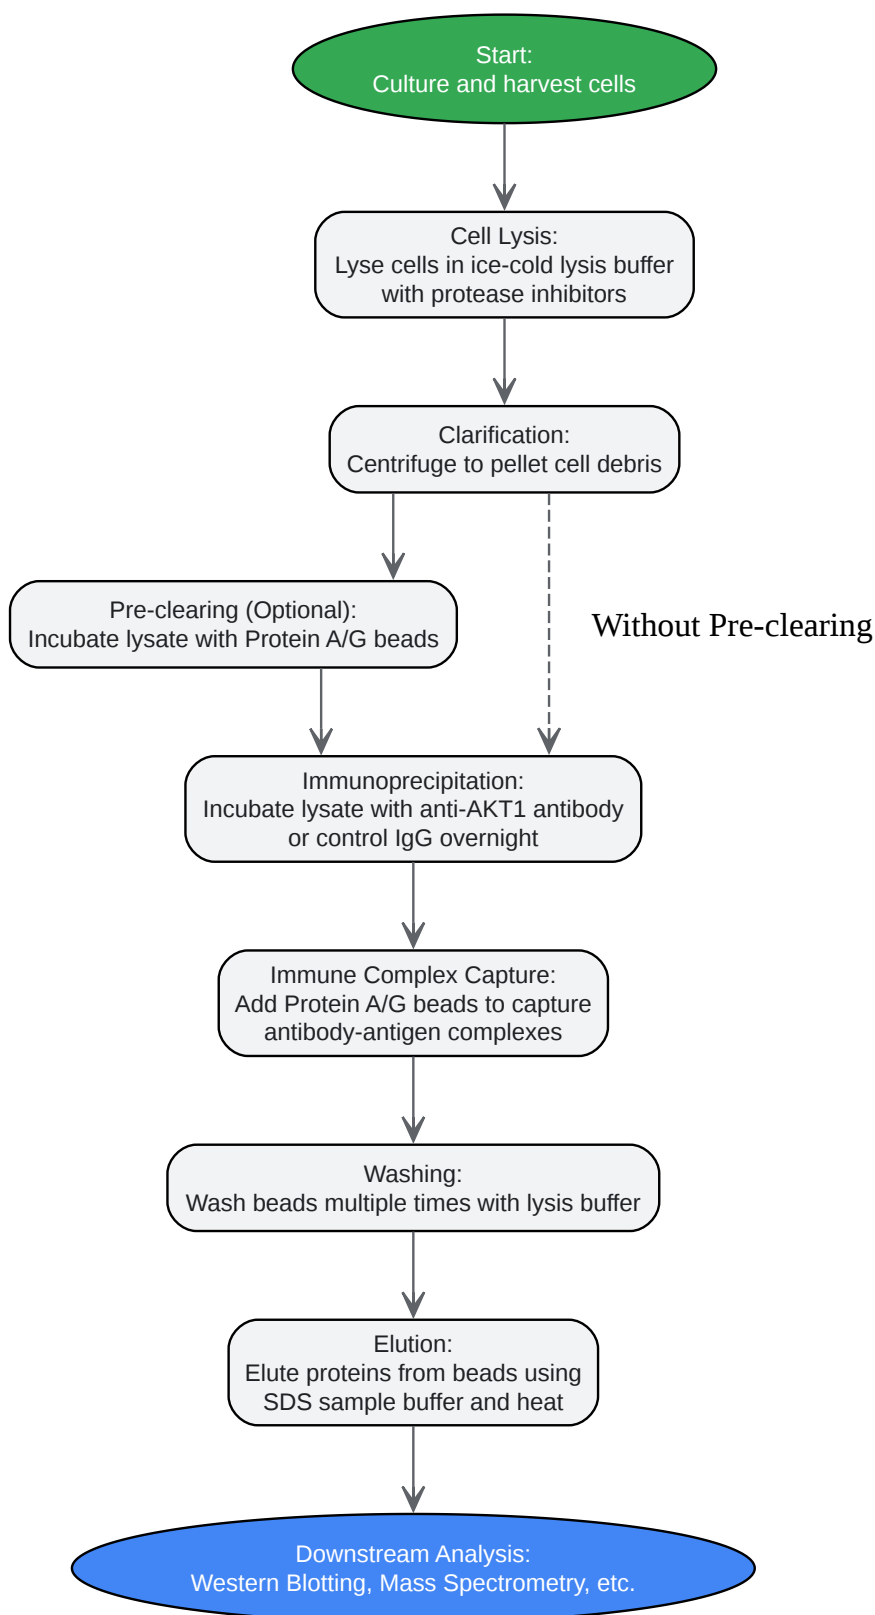 Start:
Culture and harvest cells
Cell Lysis:
Lyse cells in ice-cold lysis buffer
with protease inhibitors
Clarification:
Centrifuge to pellet cell debris
Pre-clearing (Optional):
Incubate lysate with Protein A/G beads
Without Pre-clearing
Immunoprecipitation:
Incubate lysate with anti-AKT1 antibody
or control IgG overnight
Immune Complex Capture:
Add Protein A/G beads to capture
antibody-antigen complexes
Washing:
Wash beads multiple times with lysis buffer
Elution:
Elute proteins from beads using
SDS sample buffer and heat
Downstream Analysis:
Western Blotting, Mass Spectrometry, etc.